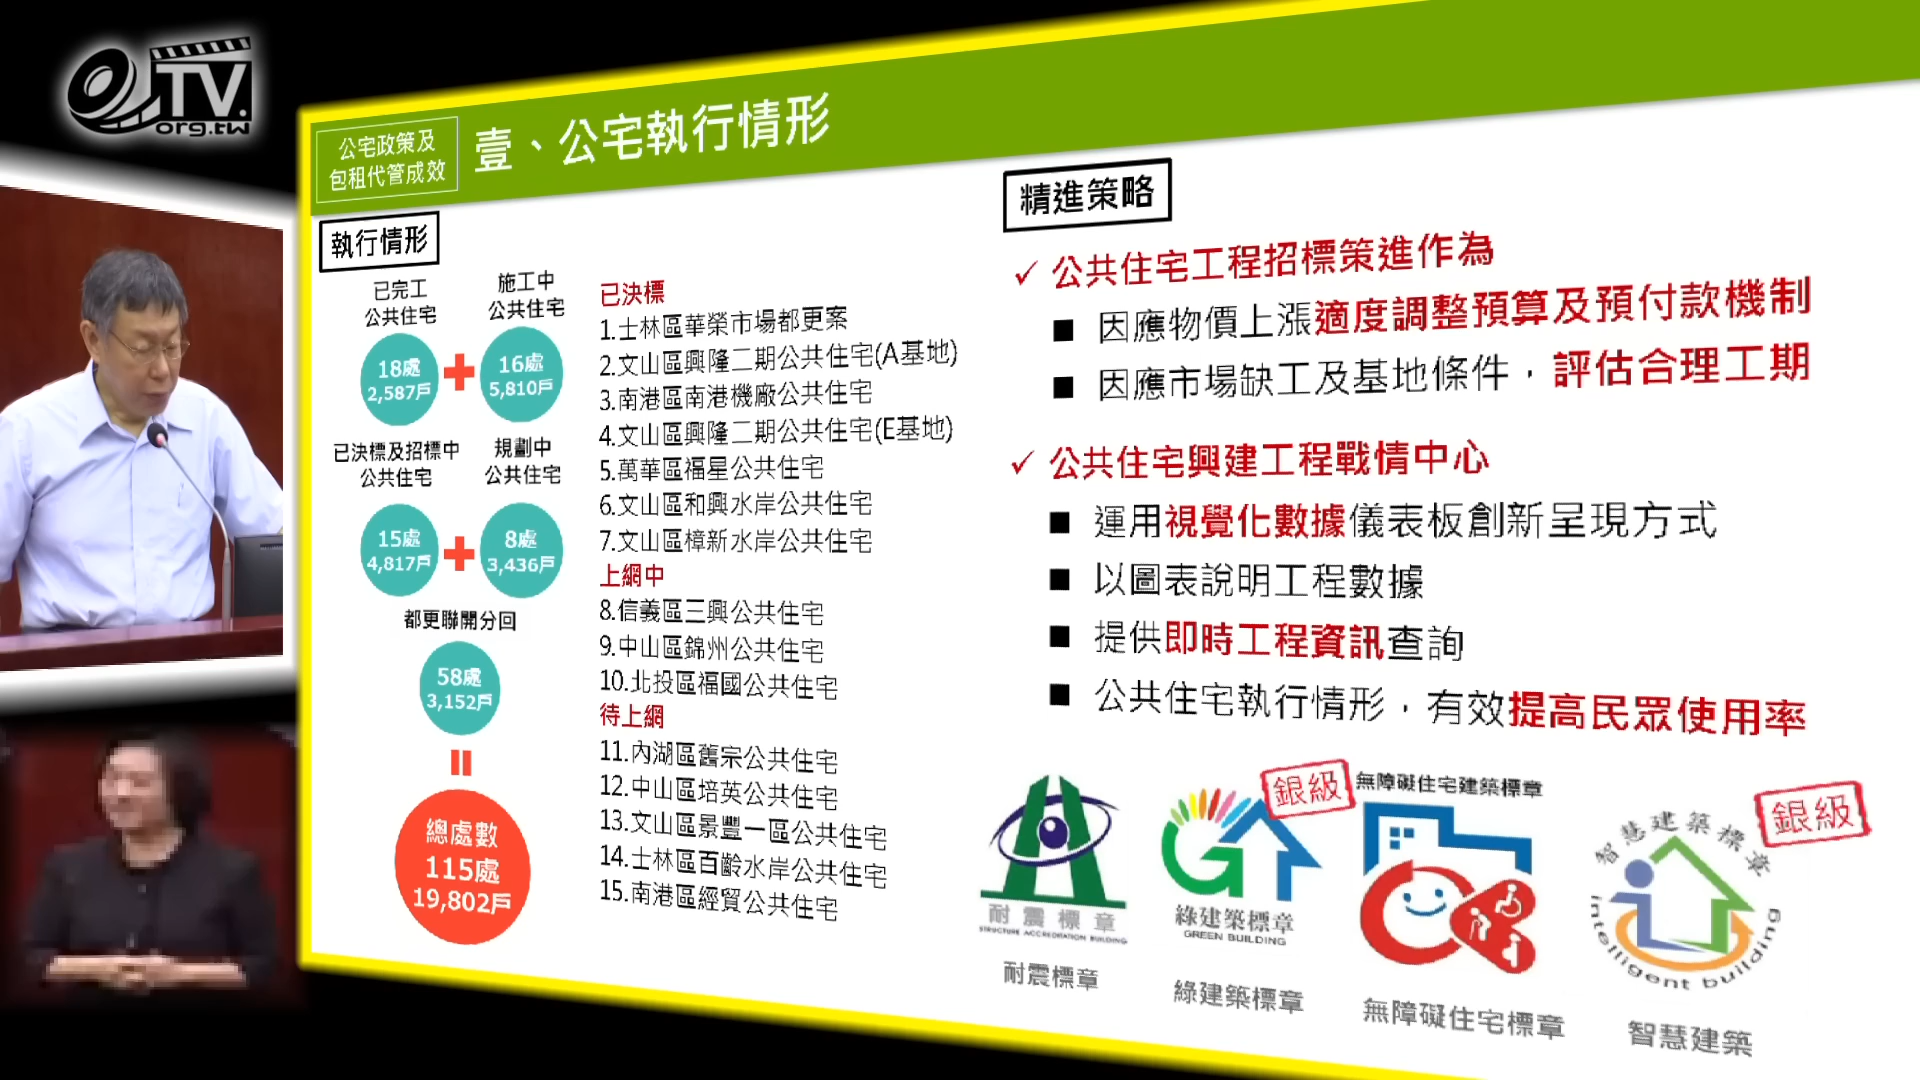 eTV.
org.tw
公宅政策及
包租代管成效
壹、公宅執行情形
執行情形
已完工
公共住宅
18處
2,587戶
施工中
公共住宅
16處
5,810戶
已決標及招標中
公共住宅
15處
4,817戶
規劃中
公共住宅
8處
3,436戶
都更聯開分回
58處
3,152戶
總處數
115處
19,802戶
已決標
1.士林區華榮市場都更案
2.文山區興隆二期公共住宅(A基地)
3.南港區南港機廠公共住宅
4.文山區興隆二期公共住宅(E基地)
5.萬華區福星公共住宅
6.文山區和興水岸公共住宅
7.文山區樟新水岸公共住宅
上網中
8.信義區三興公共住宅
9.中山區錦州公共住宅
10.北投區福國公共住宅
待上網
11.內湖區舊宗公共住宅
12.中山區培英公共住宅
13.文山區景豐一區公共住宅
14.士林區百齡水岸公共住宅
15.南港區經貿公共住宅
精進策略
✓ 公共住宅工程招標策進作為
■ 因應物價上漲適度調整預算及預付款機制
■ 因應市場缺工及基地條件，評估合理工期
✓ 公共住宅興建工程戰情中心
■ 運用視覺化數據儀表板創新呈現方式
■ 以圖表說明工程數據
■ 提供即時工程資訊查詢
■ 公共住宅執行情形，有效提高民眾使用率
耐震標章
STRUCTURE ACCREDITATION BUILDING
耐震標章
銀級
綠建築標章
GREEN BUILDING
綠建築標章
無障礙住宅建築標章
無障礙住宅標章
銀級
智慧建築標章
intelligent building
智慧建築